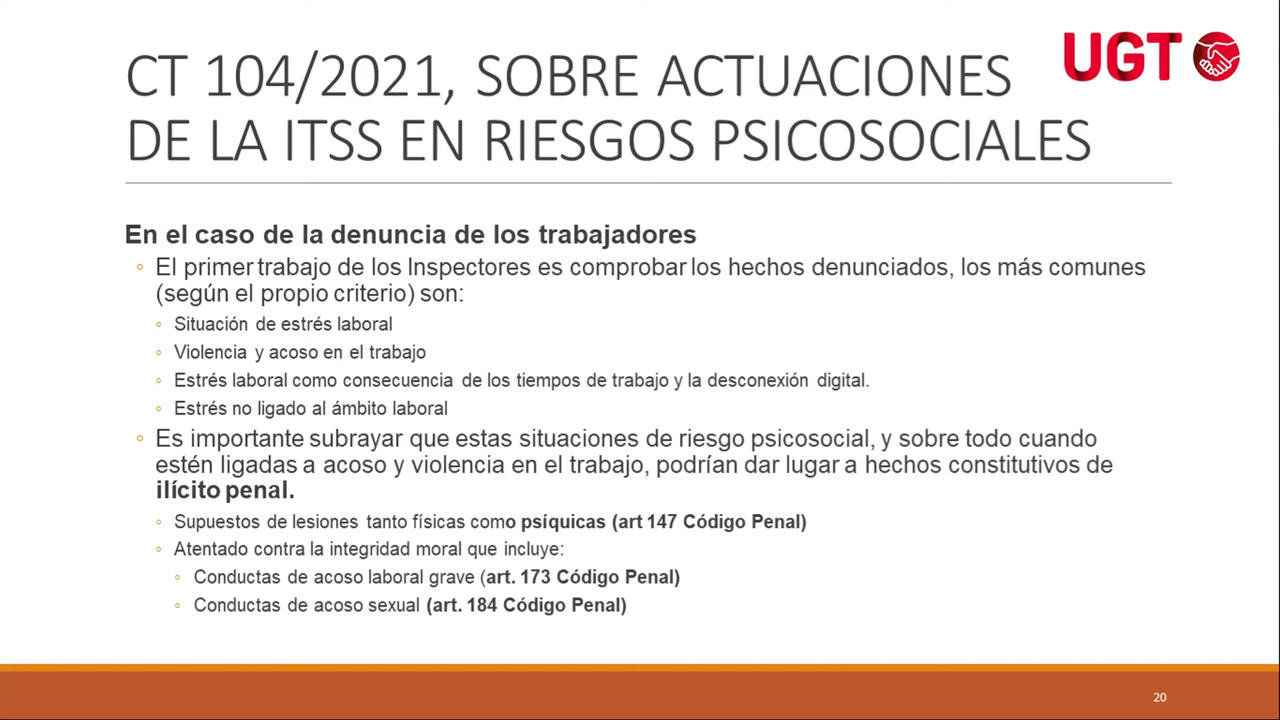 CT 104/2021, SOBRE ACTUACIONES
UGT
DE LA ITSS EN RIESGOS PSICOSOCIALES
En el caso de la denuncia de los trabajadores
◦ El primer trabajo de los Inspectores es comprobar los hechos denunciados, los más comunes
(según el propio criterio) son:
◦ Situación de estrés laboral
◦ Violencia y acoso en el trabajo
◦ Estrés laboral como consecuencia de los tiempos de trabajo y la desconexión digital.
◦ Estrés no ligado al ámbito laboral
◦ Es importante subrayar que estas situaciones de riesgo psicosocial, y sobre todo cuando
estén ligadas a acoso y violencia en el trabajo, podrían dar lugar a hechos constitutivos de
ilícito penal.
◦ Supuestos de lesiones tanto físicas como psíquicas (art 147 Código Penal)
◦ Atentado contra la integridad moral que incluye:
◦ Conductas de acoso laboral grave (art. 173 Código Penal)
◦ Conductas de acoso sexual (art. 184 Código Penal)
20